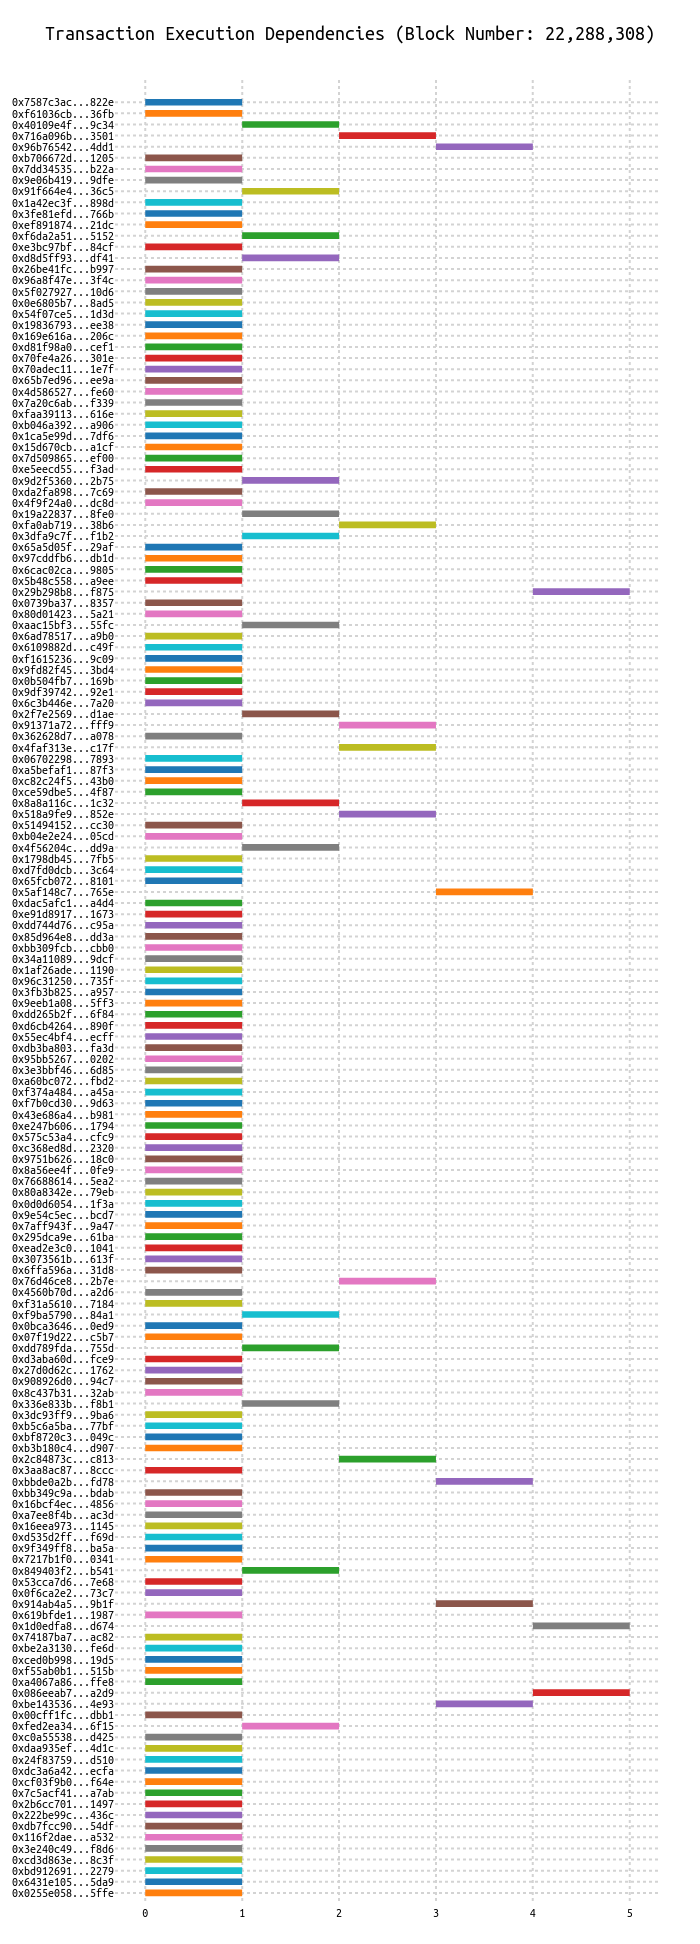 Transaction Execution Dependencies (Block Number: 22,288,308)
0x7587c3ac...822e
0xf61036cb...36fb
0x40109e4f...9c34
0x716a096b...3501
0x96b76542...4dd1
0xb706672d...1205
0x7dd34535...b22a
0x9e06b419...9dfe
0x91f664e4...36c5
0x1a42ec3f...898d
0x3fe81efd...766b
0xef891874...21dc
0xf6da2a51...5152
0xe3bc97bf...84cf
0xd8d5ff93...df41
0x26be41fc...b997
0x96a8f47e...3f4c
0x5f027927...10d6
0x0e6805b7...8ad5
0x54f07ce5...1d3d
0x19836793...ee38
0x169e616a...206c
0xd81f98a0...cef1
0x70fe4a26...301e
0x70adec11...1e7f
0x65b7ed96...ee9a
0x4d586527...fe60
0x7a20c6ab...f339
0xfaa39113...616e
0xb046a392...a906
0x1ca5e99d...7df6
0x15d670cb...a1cf
0x7d509865...ef00
0xe5eecd55...f3ad
0x9d2f5360...2b75
0xda2fa898...7c69
0x4f9f24a0...dc8d
0x19a22837...8fe0
0xfa0ab719...38b6
0x3dfa9c7f...f1b2
0x65a5d05f...29af
0x97cddfb6...db1d
0x6cac02ca...9805
0x5b48c558...a9ee
0x29b298b8...f875
0x0739ba37...8357
0x80d01423...5a21
0xaac15bf3...55fc
0x6ad78517...a9b0
0x6109882d...c49f
0xf1615236...9c09
0x9fd82f45...3bd4
0x0b504fb7...169b
0x9df39742...92e1
0x6c3b446e...7a20
0x2f7e2569...d1ae
0x91371a72...fff9
0x362628d7...a078
0x4faf313e...c17f
0x06702298...7893
0xa5befaf1...87f3
0xc82c24f5...43b0
0xce59dbe5...4f87
0x8a8a116c...1c32
0x518a9fe9...852e
0x51494152...cc30
0xb04e2e24...05cd
0x4f56204c...dd9a
0x1798db45...7fb5
0xd7fd0dcb...3c64
0x65fcb072...8101
0x5af148c7...765e
0xdac5afc1...a4d4
0xe91d8917...1673
0xdd744d76...c95a
0x85d964e8...dd3a
0xbb309fcb...cbb0
0x34a11089...9dcf
0x1af26ade...1190
0x96c31250...735f
0x3fb3b825...a957
0x9eeb1a08...5ff3
0xdd265b2f...6f84
0xd6cb4264...890f
0x55ec4bf4...ecff
0xdb3ba803...fa3d
0x95bb5267...0202
0x3e3bbf46...6d85
0xa60bc072...fbd2
0xf374a484...a45a
0xf7b0cd30...9d63
0x43e686a4...b981
0xe247b606...1794
0x575c53a4...cfc9
0xc368ed8d...2320
0x9751b626...18c0
0x8a56ee4f...0fe9
0x76688614...5ea2
0x80a8342e...79eb
0x0d0d6054...1f3a
0x9e54c5ec...bcd7
0x7aff943f...9a47
0x295dca9e...61ba
0xead2e3c0...1041
0x3073561b...613f
0x6ffa596a...31d8
0x76d46ce8...2b7e
0x4560b70d...a2d6
0xf31a5610...7184
0xf9ba5790...84a1
0x0bca3646...0ed9
0x07f19d22...c5b7
0xdd789fda...755d
0xd3aba60d...fce9
0x27d0d62c...1762
0x908926d0...94c7
0x8c437b31...32ab
0x336e833b...f8b1
0x3dc93ff9...9ba6
0xb5c6a5ba...77bf
0xbf8720c3...049c
0xb3b180c4...d907
0x2c84873c...c813
0x3aa8ac87...8ccc
0xbbde0a2b...fd78
0xbb349c9a...bdab
0x16bcf4ec...4856
0xa7ee8f4b...ac3d
0x16eea973...1145
0xd535d2ff...f69d
0x9f349ff8...ba5a
0x7217b1f0...0341
0x849403f2...b541
0x53cca7d6...7e68
0x0f6ca2e2...73c7
0x914ab4a5...9b1f
0x619bfde1...1987
0x1d0edfa8...d674
0x74187ba7...ac82
0xbe2a3130...fe6d
0xced0b998...19d5
0xf55ab0b1...515b
0xa4067a86...ffe8
0x086eeab7...a2d9
0xbe143536...4e93
0x00cff1fc...dbb1
0xfed2ea34...6f15
0xc0a55538...d425
0xdaa935ef...4d1c
0x24f83759...d510
0xdc3a6a42...ecfa
0xcf03f9b0...f64e
0x7c5acf41...a7ab
0x2b6cc701...1497
0x222be99c...436c
0xdb7fcc90...54df
0x116f2dae...a532
0x3e240c49...f8d6
0xcd3d863e...8c3f
0xbd912691...2279
0x6431e105...5da9
0x0255e058...5ffe
0 1 2 3 4 5